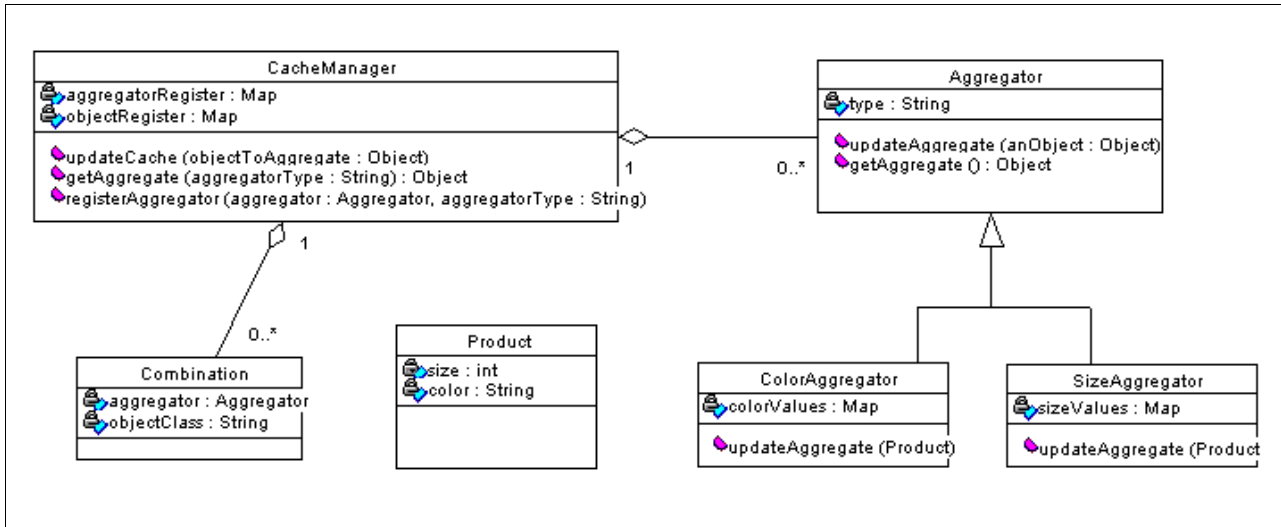 CacheManager
aggregatorRegister : Map
objectRegister : Map
updateCache (objectToAggregate : Object)
getAggregate (aggregatorType : String) : Object
registerAggregator (aggregator : Aggregator, aggregatorType : String)
1
0..*
Aggregator
type : String
updateAggregate (anObject : Object)
getAggregate () : Object
1
0..*
Combination
aggregator : Aggregator
objectClass : String
Product
size : int
color : String
ColorAggregator
colorValues : Map
updateAggregate (Product)
SizeAggregator
sizeValues : Map
updateAggregate (Product